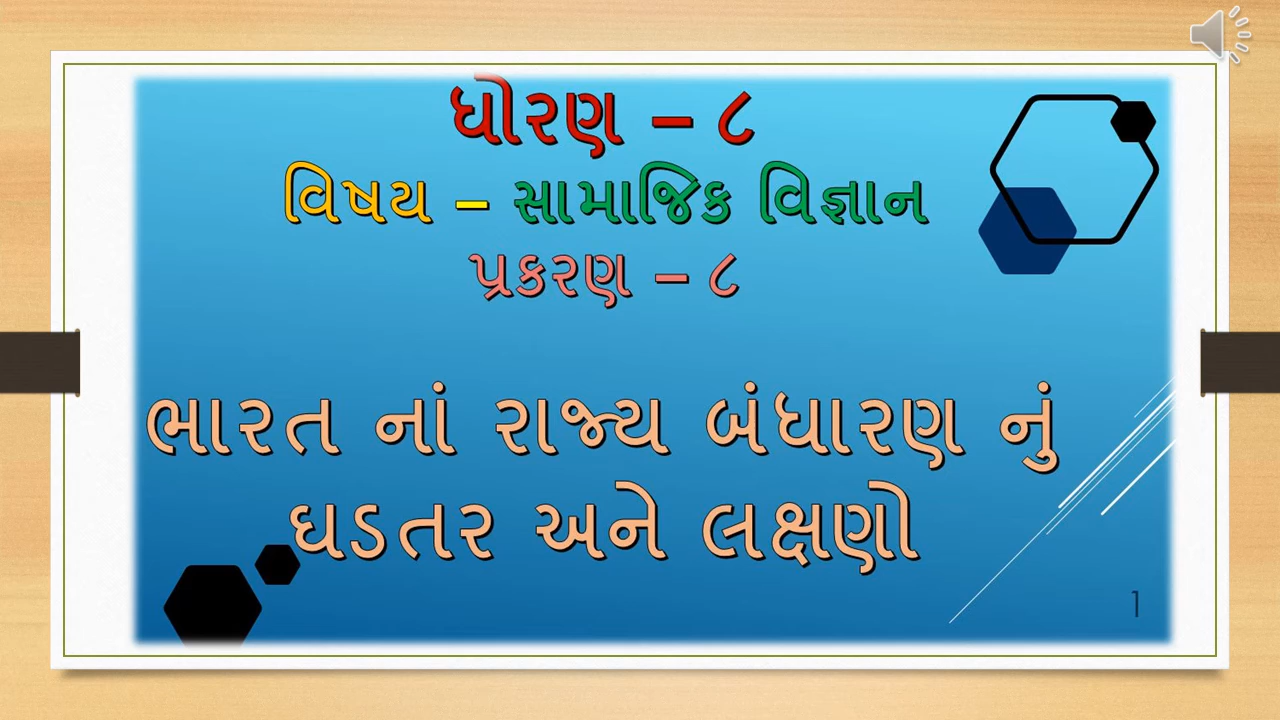 ધોરણ – ૮
વિષય – સામાજિક વિજ્ઞાન
પ્રકરણ – ૮
ભારત નાં રાજ્ય બંધારણ નું
ઘડતર અને લક્ષણો
1